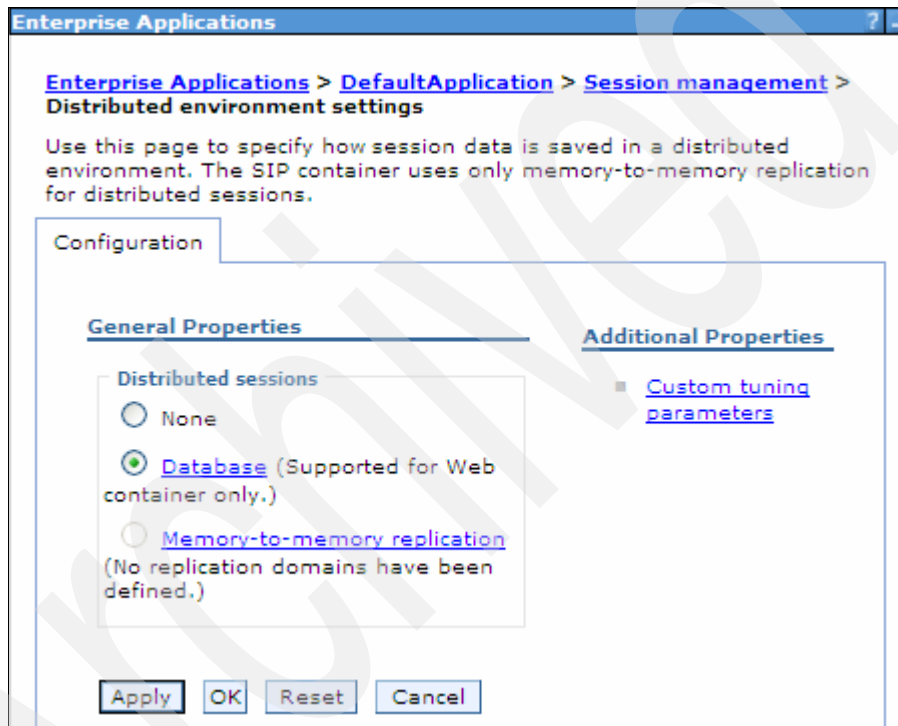 Enterprise Applications ? -
Enterprise Applications > DefaultApplication > Session management >
Distributed environment settings
Use this page to specify how session data is saved in a distributed
environment. The SIP container uses only memory-to-memory replication
for distributed sessions.
Configuration
General Properties
Distributed sessions
None
Database (Supported for Web
container only.)
Memory-to-memory replication
(No replication domains have been
defined.)
Additional Properties
Custom tuning
parameters
Apply OK Reset Cancel
Archived